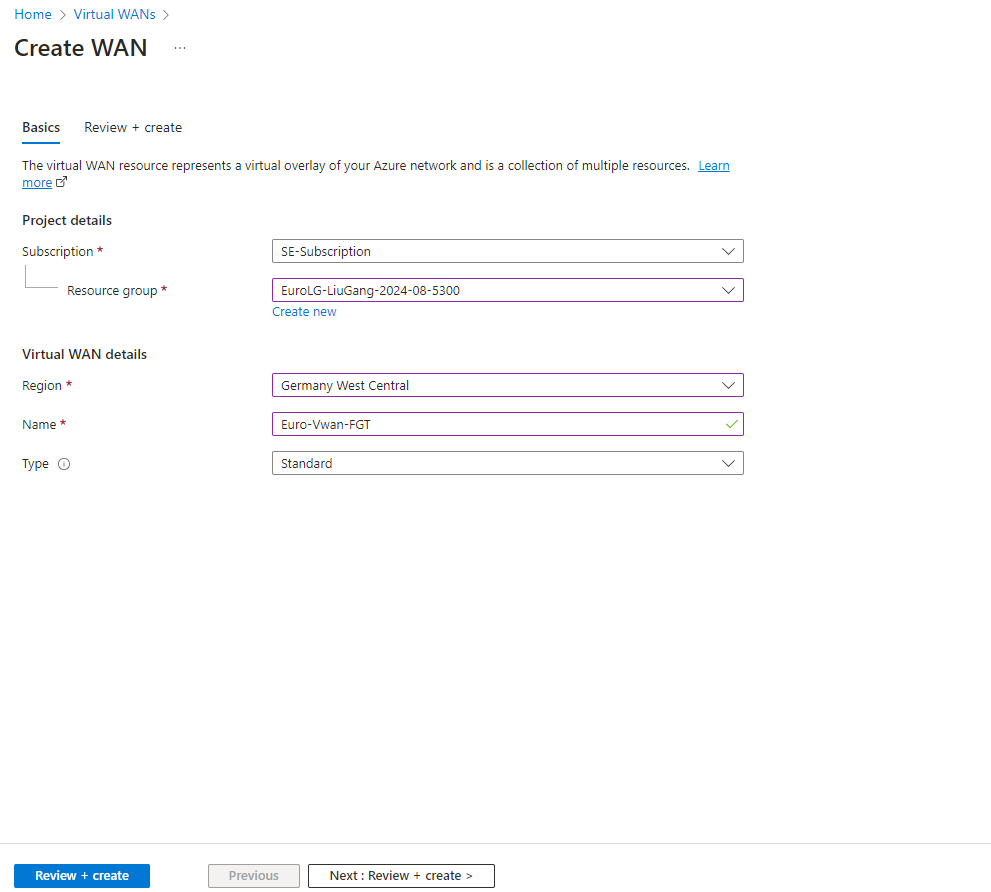 Home > Virtual WANs >
Create WAN ...
Basics Review + create
The virtual WAN resource represents a virtual overlay of your Azure network and is a collection of multiple resources. Learn
more
Project details
Subscription * SE-Subscription
Resource group * EuroLG-LiuGang-2024-08-5300
Create new
Virtual WAN details
Region * Germany West Central
Name * Euro-Vwan-FGT
Type Standard
Review + create Previous Next : Review + create >